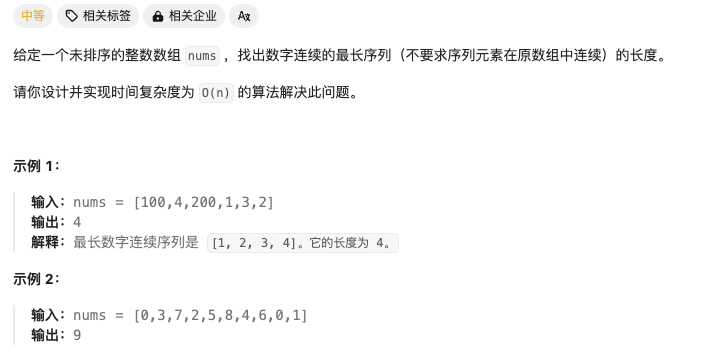 中等 相关标签 相关企业 Aㄡ
给定一个未排序的整数数组 nums ，找出数字连续的最长序列（不要求序列元素在原数组中连续）的长度。
请你设计并实现时间复杂度为 O(n) 的算法解决此问题。
示例 1：
输入：nums = [100,4,200,1,3,2]
输出：4
解释：最长数字连续序列是 [1, 2, 3, 4]。它的长度为 4。
示例 2：
输入：nums = [0,3,7,2,5,8,4,6,0,1]
输出：9